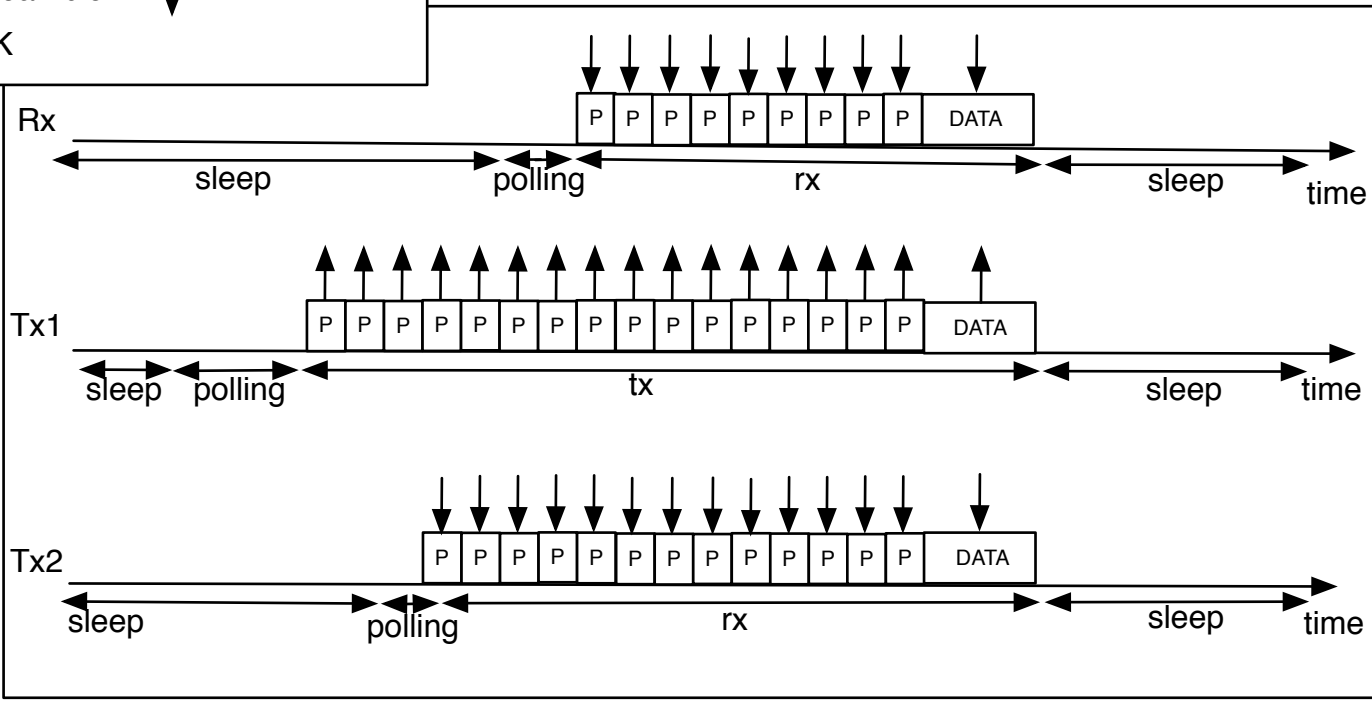 K
Rx P P P P P P P P P DATA
sleep polling rx sleep time
Tx1 P P P P P P P P P P P P P P P P DATA
sleep polling tx sleep time
Tx2 P P P P P P P P P P P P P DATA
sleep polling rx sleep time